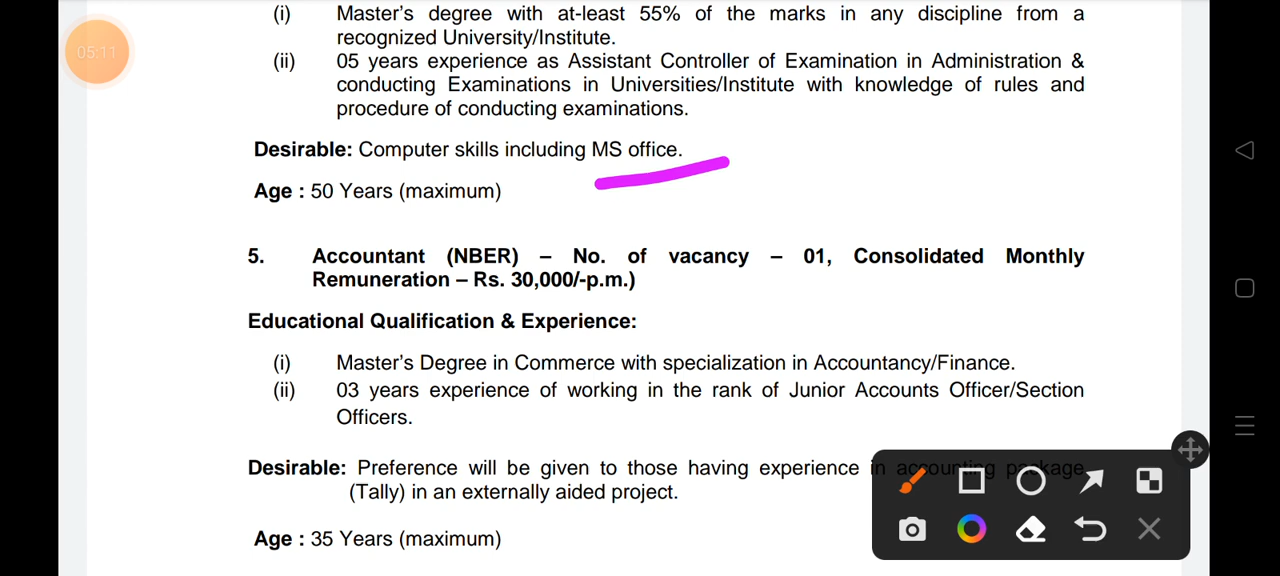 (i) Master's degree with at-least 55% of the marks in any discipline from a
recognized University/Institute.
05:11
(ii) 05 years experience as Assistant Controller of Examination in Administration &
conducting Examinations in Universities/Institute with knowledge of rules and
procedure of conducting examinations.
Desirable: Computer skills including MS office.
Age : 50 Years (maximum)
5. Accountant (NBER) – No. of vacancy – 01, Consolidated Monthly
Remuneration – Rs. 30,000/-p.m.)
Educational Qualification & Experience:
(i) Master's Degree in Commerce with specialization in Accountancy/Finance.
(ii) 03 years experience of working in the rank of Junior Accounts Officer/Section
Officers.
Desirable: Preference will be given to those having experience in accounting package
(Tally) in an externally aided project.
Age : 35 Years (maximum)